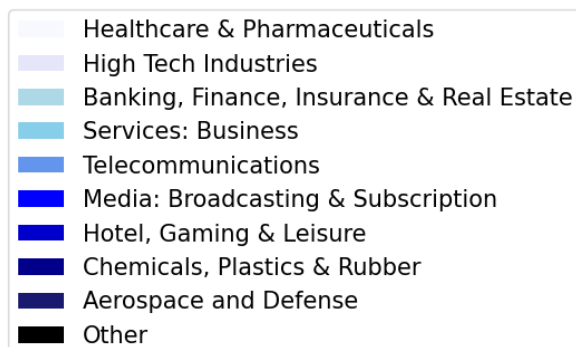 Healthcare & Pharmaceuticals
High Tech Industries
Banking, Finance, Insurance & Real Estate
Services: Business
Telecommunications
Media: Broadcasting & Subscription
Hotel, Gaming & Leisure
Chemicals, Plastics & Rubber
Aerospace and Defense
Other